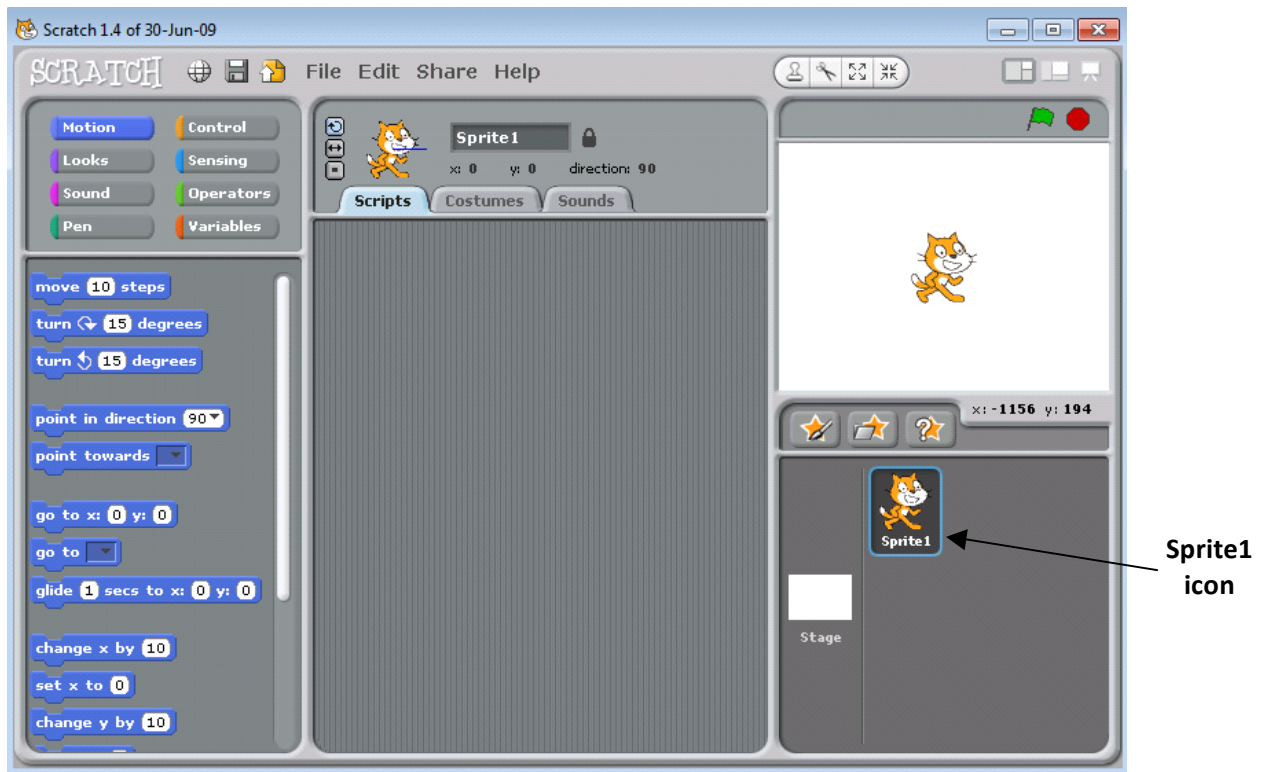 Scratch 1.4 of 30-Jun-09
SCRATCH File Edit Share Help
Motion Control
Looks Sensing
Sound Operators
Pen Variables
move 10 steps
turn 15 degrees
turn 15 degrees
point in direction 90
point towards
go to x: 0 y: 0
go to
glide 1 secs to x: 0 y: 0
change x by 10
set x to 0
change y by 10
Sprite1
x: 0 y: 0 direction: 90
Scripts Costumes Sounds
x: -1156 y: 194
Sprite1
Stage
Sprite1
icon